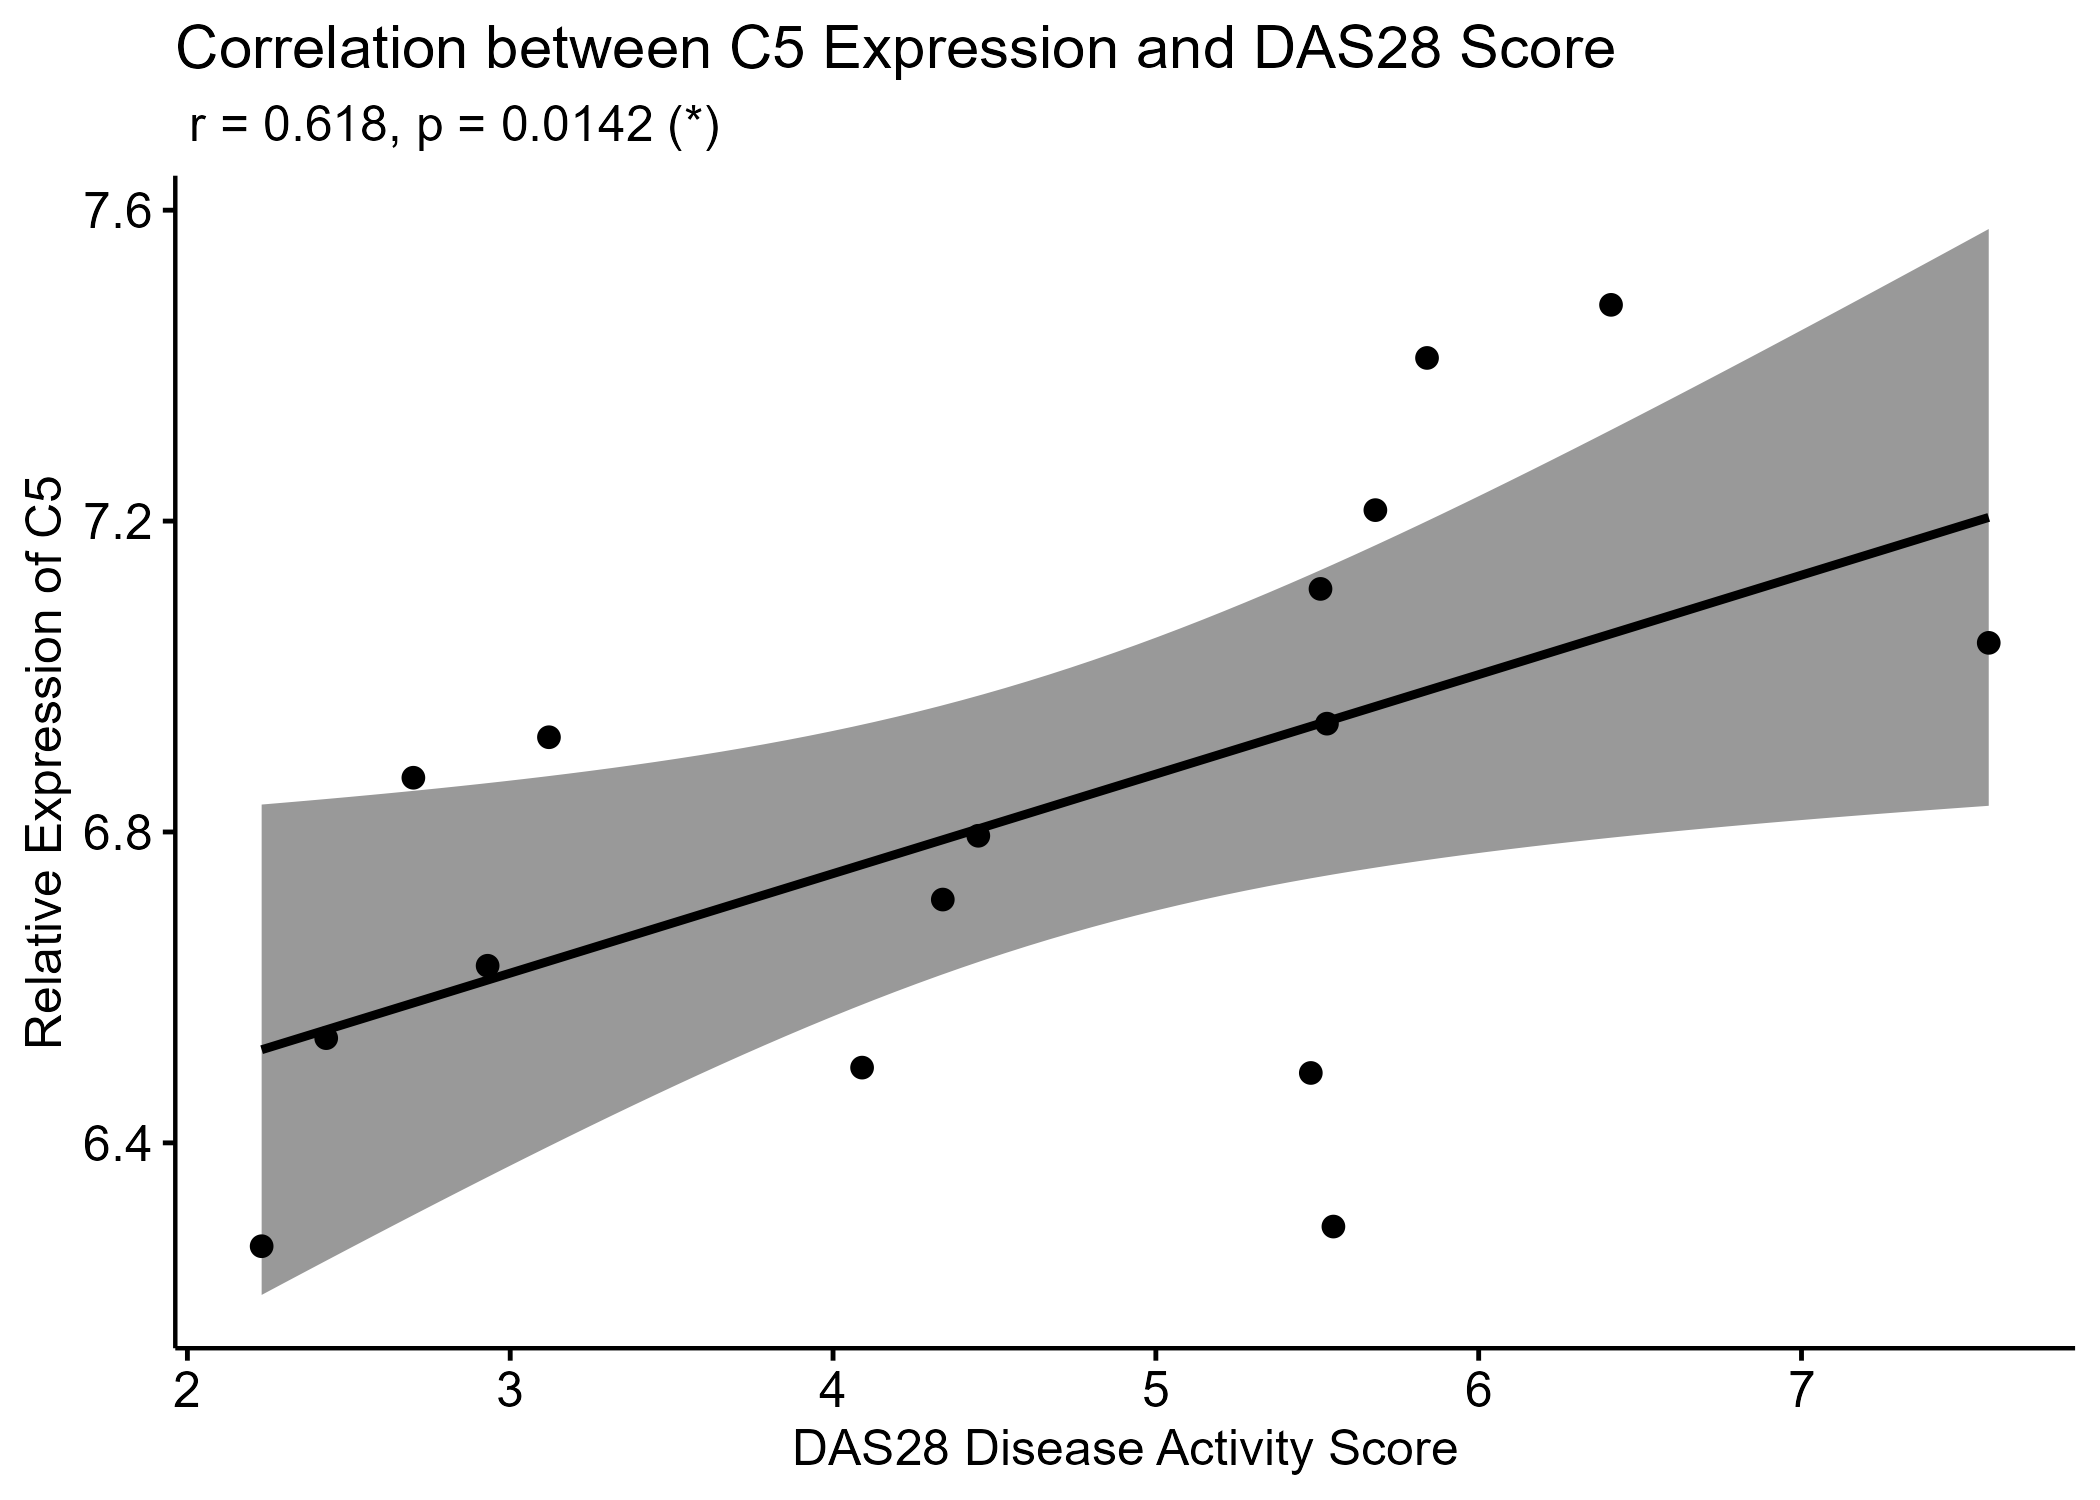 Correlation between C5 Expression and DAS28 Score
r = 0.618, p = 0.0142 (*)
Relative Expression of C5
7.6
7.2
6.8
6.4
2 3 4 5 6 7
DAS28 Disease Activity Score